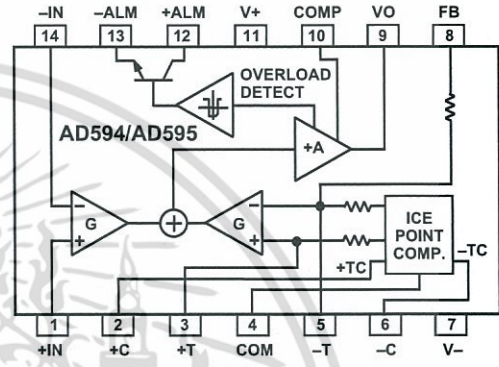 –IN –ALM +ALM V+ COMP VO FB
14 13 12 11 10 9 8
OVERLOAD
DETECT
AD594/AD595
+A
– G +
– G +
+
ICE
POINT
COMP.
+TC
–TC
1 2 3 4 5 6 7
+IN +C +T COM –T –C V–